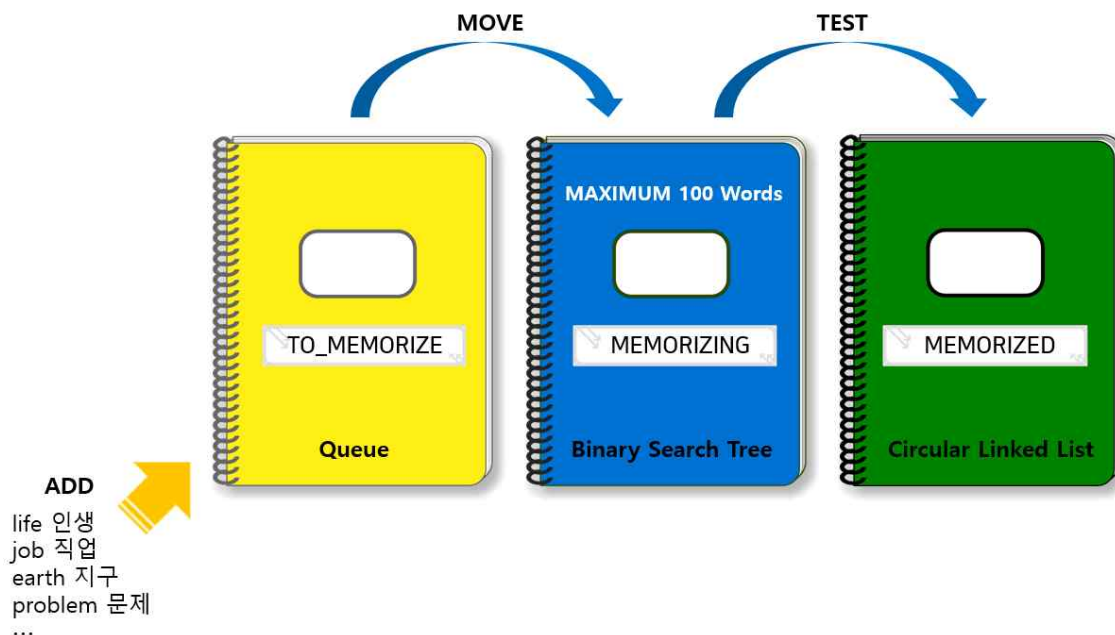 MOVE
TEST
MAXIMUM 100 Words
TO_MEMORIZE
MEMORIZING
MEMORIZED
Queue
Binary Search Tree
Circular Linked List
ADD
life 인생
job 직업
earth 지구
problem 문제
...